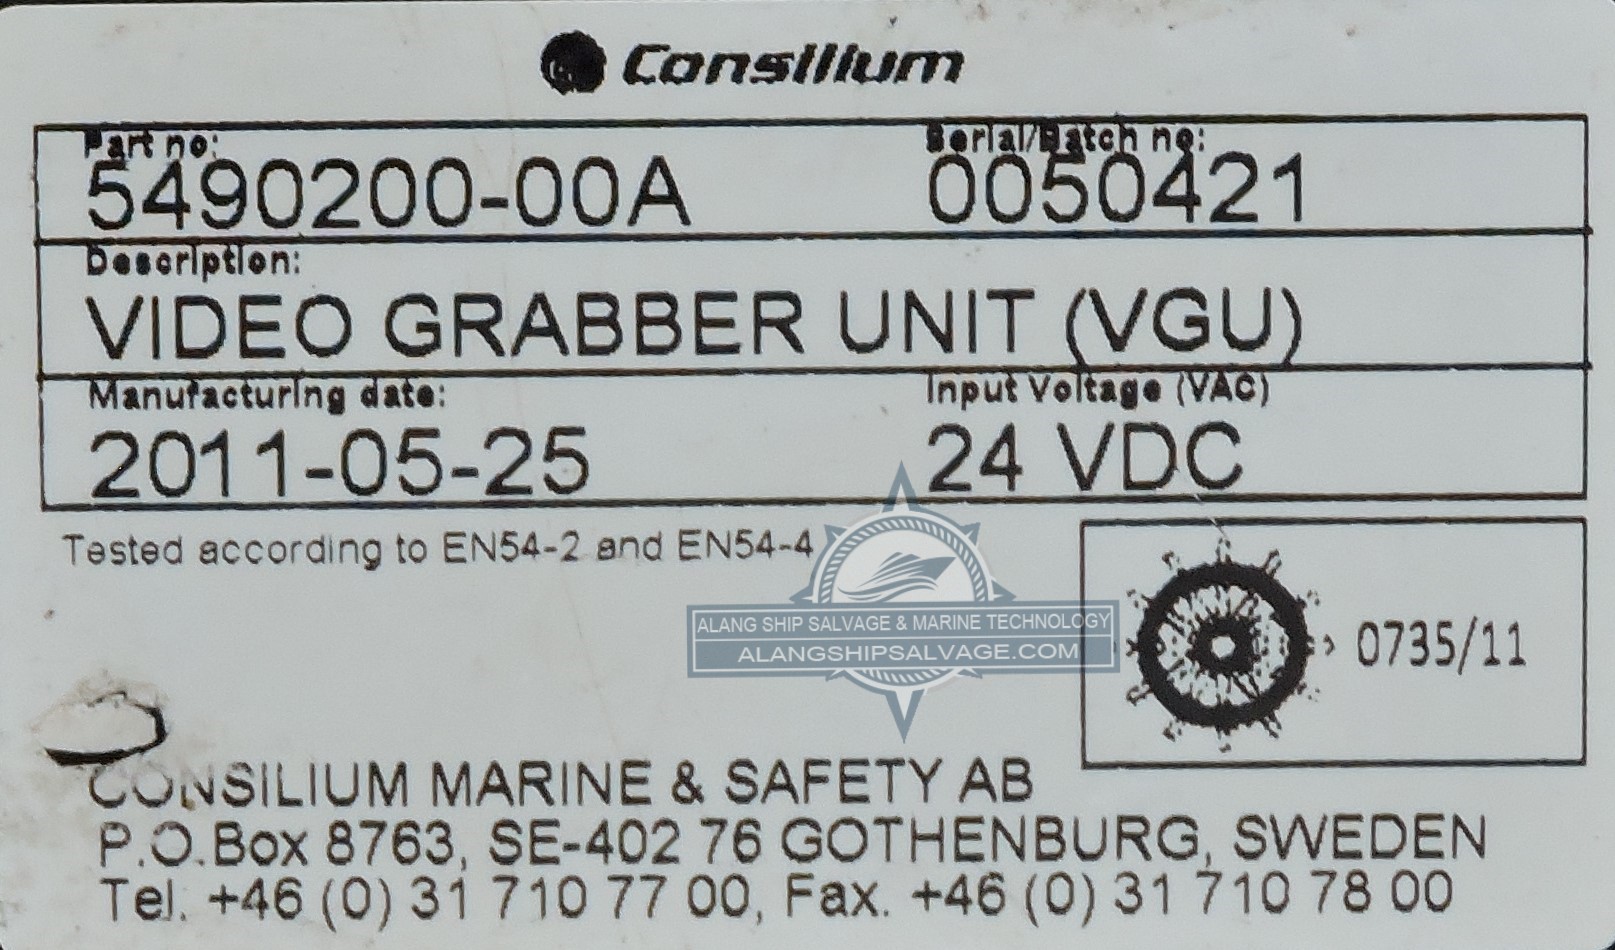 Consilium
Part no: Serial/Batch no:
5490200-00A 0050421
Description:
VIDEO GRABBER UNIT (VGU)
Manufacturing date: Input Voltage (VAC)
2011-05-25 24 VDC
Tested according to EN54-2 and EN54-4
ALANG SHIP SALVAGE & MARINE TECHNOLOGY
ALANGSHIPSALVAGE.COM
0735/11
CONSILIUM MARINE & SAFETY AB
P.O.Box 8763, SE-402 76 GOTHENBURG, SWEDEN
Tel. +46 (0) 31 710 77 00, Fax. +46 (0) 31 710 78 00